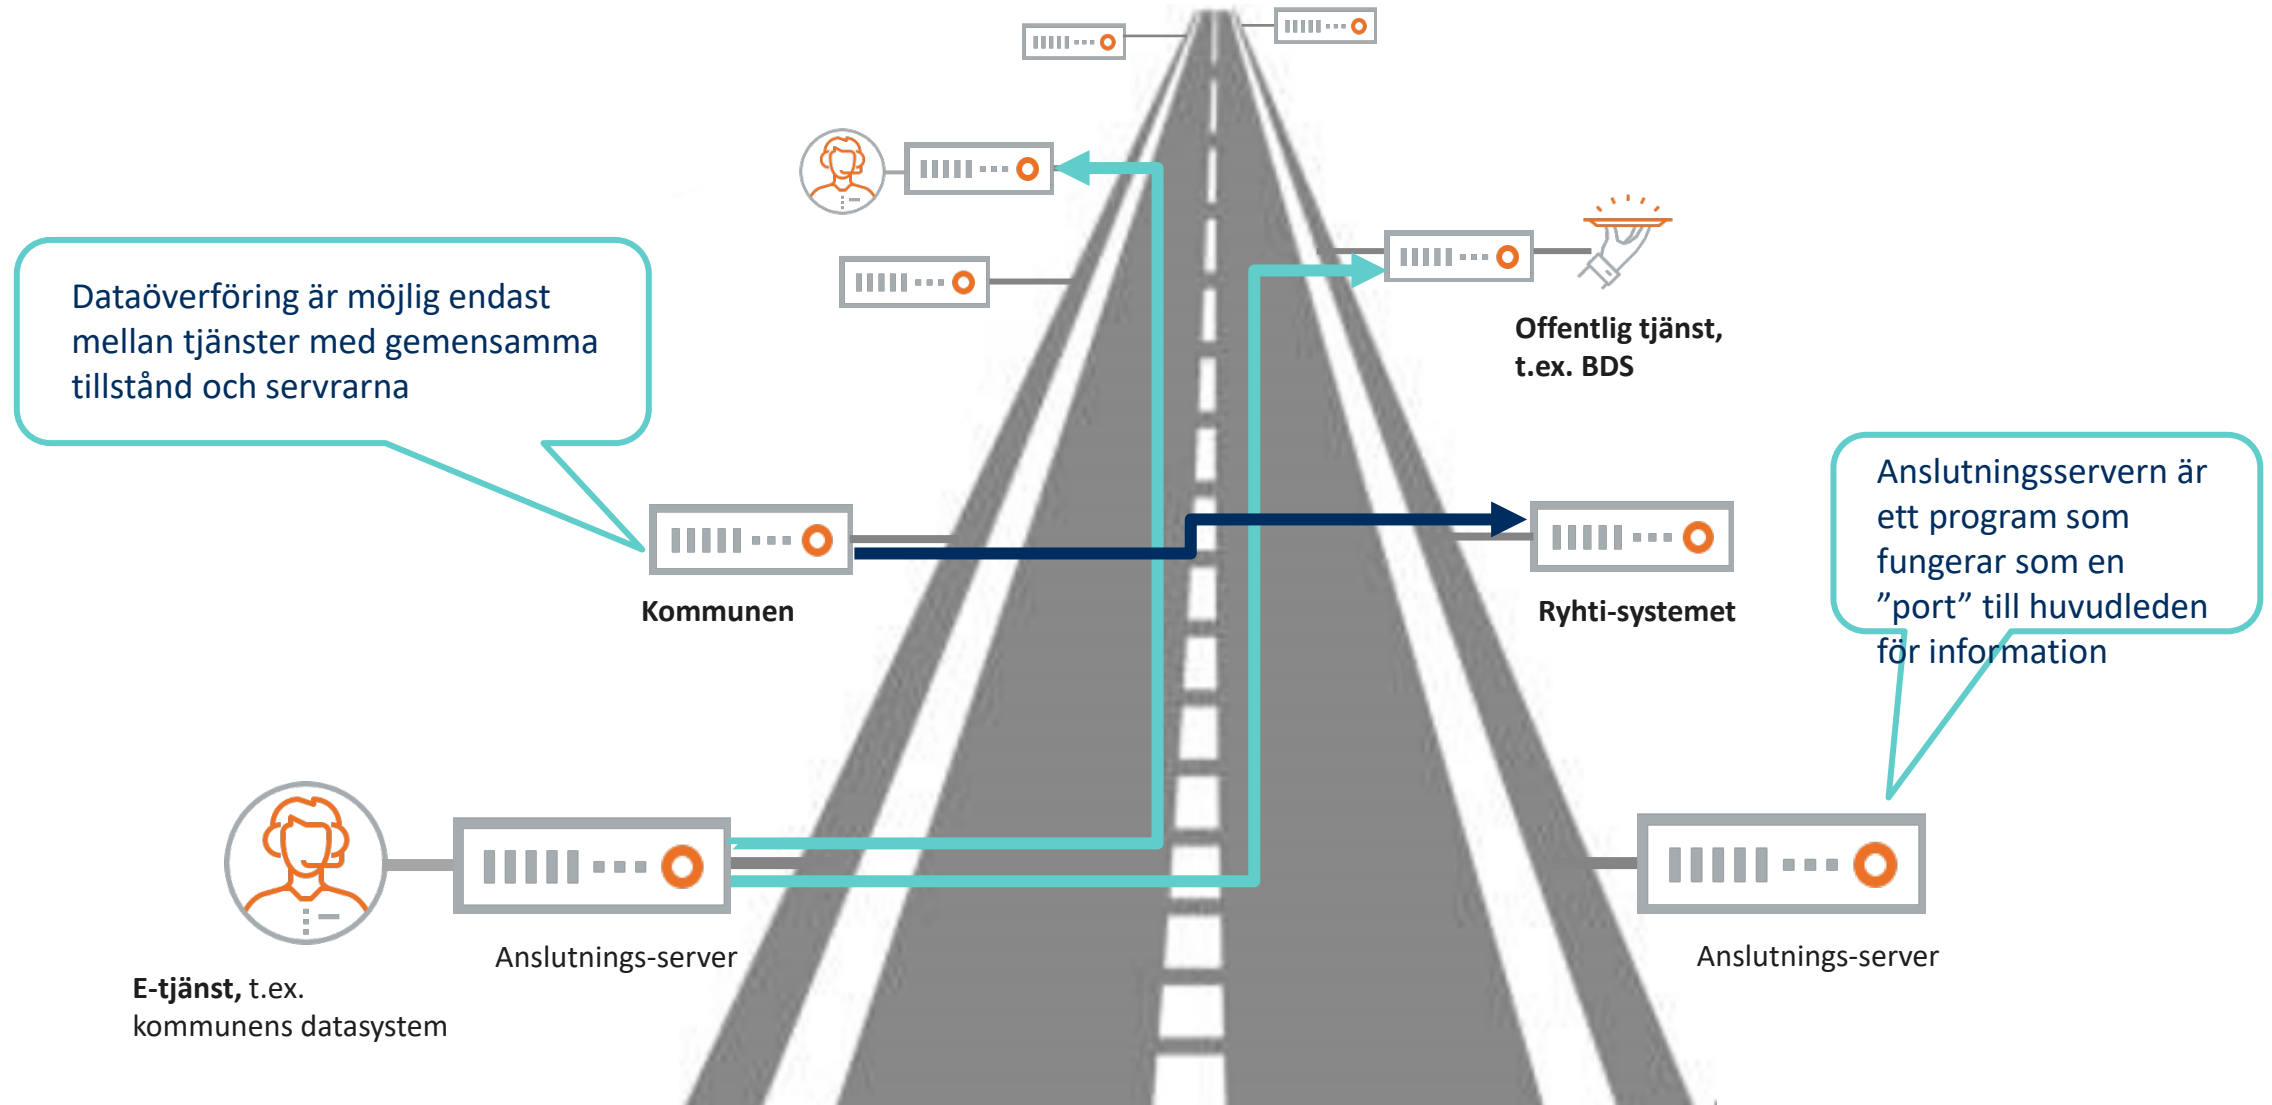 Dataöverföring är möjlig endast
mellan tjänster med gemensamma
tillstånd och servrarna
Offentlig tjänst,
t.ex. BDS
Anslutningsservern är
ett program som
fungerar som en
”port” till huvudleden
för information
Kommunen
Ryhti-systemet
Anslutnings-server
Anslutnings-server
E-tjänst, t.ex.
kommunens datasystem